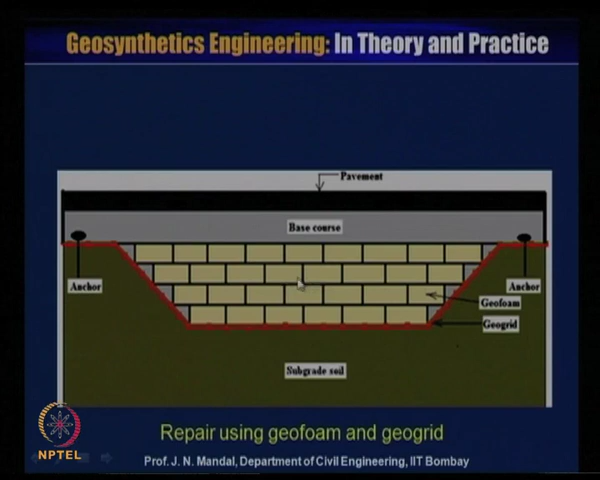 Geosynthetics Engineering: In Theory and Practice
Pavement
Base course
Anchor
Anchor
Geofoam
Geogrid
Subgrade soil
Repair using geofoam and geogrid
NPTEL
Prof. J. N. Mandal, Department of Civil Engineering, IIT Bombay